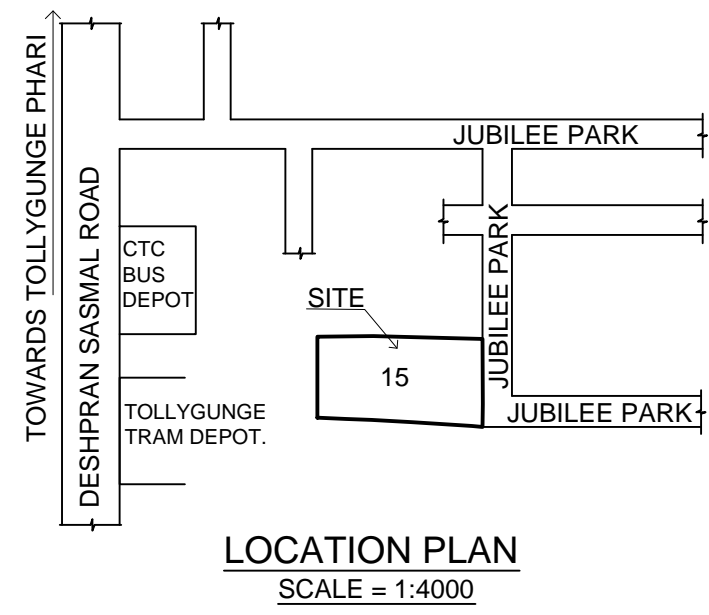 TOWARDS TOLLYGUNGE PHARI
DESHPRAN SASMAL ROAD
JUBILEE PARK
CTC
BUS
DEPOT
JUBILEE PARK
SITE
15
TOLLYGUNGE
TRAM DEPOT.
JUBILEE PARK
LOCATION PLAN
SCALE = 1:4000